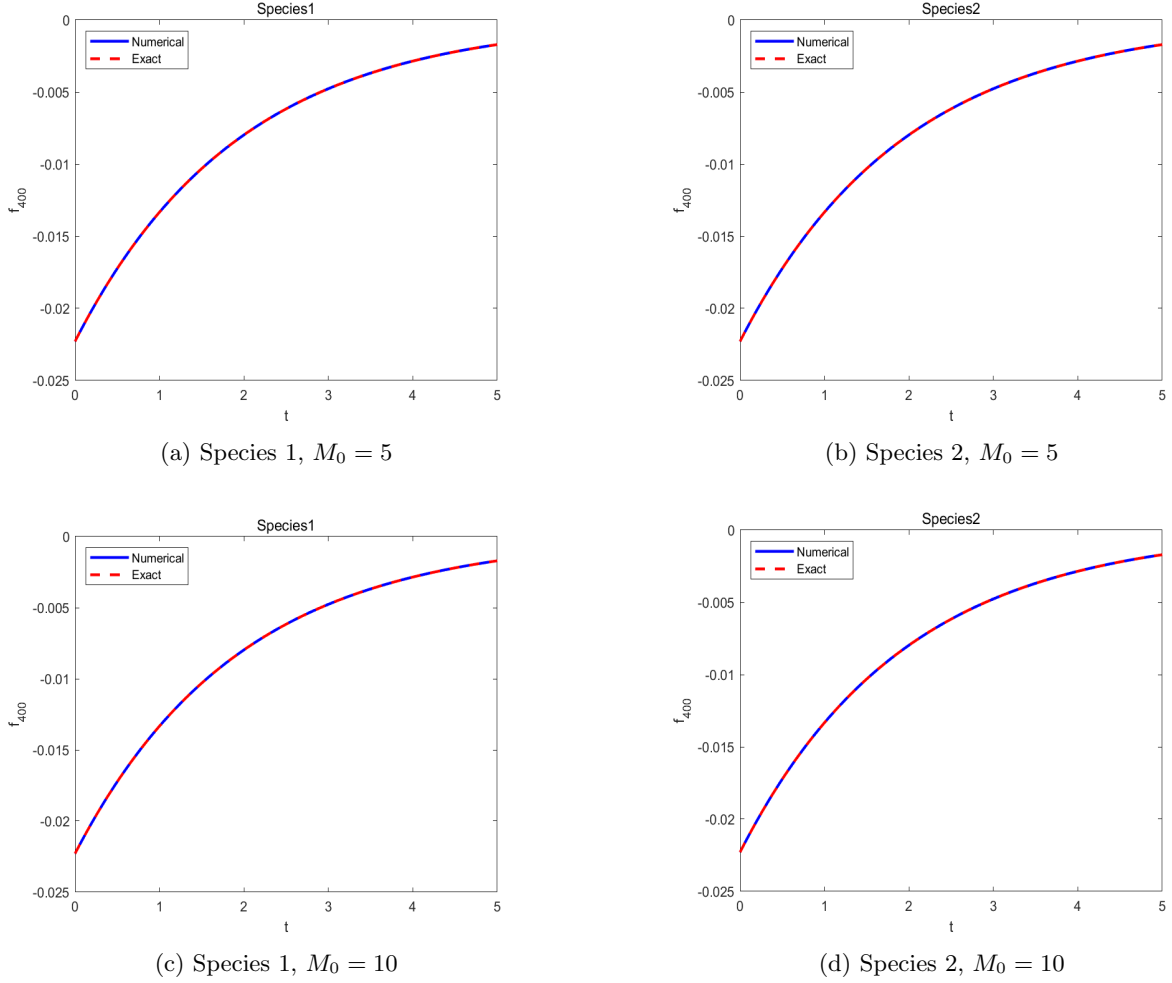 Species1
Numerical
Exact
0
-0.005
-0.01
-0.015
-0.02
-0.025
f400
0 1 2 3 4 5
t
(a) Species 1, M0 = 5
Species2
Numerical
Exact
0
-0.005
-0.01
-0.015
-0.02
-0.025
f400
0 1 2 3 4 5
t
(b) Species 2, M0 = 5
Species1
Numerical
Exact
0
-0.005
-0.01
-0.015
-0.02
-0.025
f400
0 1 2 3 4 5
t
(c) Species 1, M0 = 10
Species2
Numerical
Exact
0
-0.005
-0.01
-0.015
-0.02
-0.025
f400
0 1 2 3 4 5
t
(d) Species 2, M0 = 10